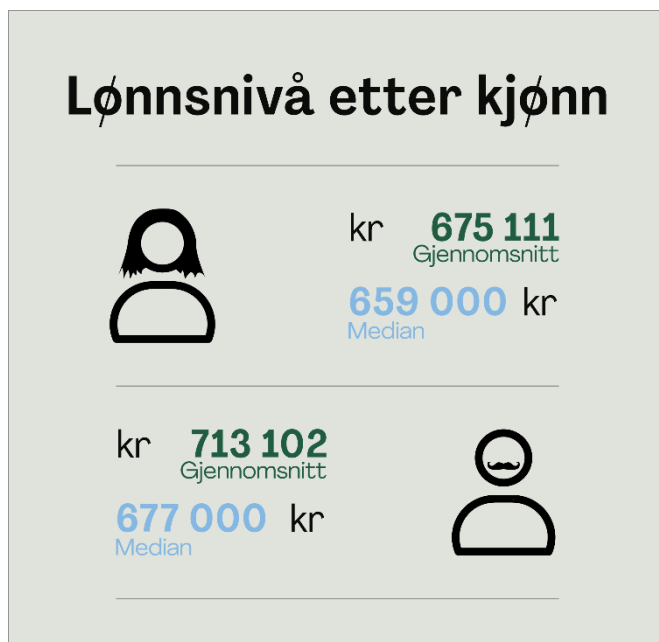 Lønnsnivå etter kjønn
kr 675 111
Gjennomsnitt
659 000 kr
Median
kr 713 102
Gjennomsnitt
677 000 kr
Median